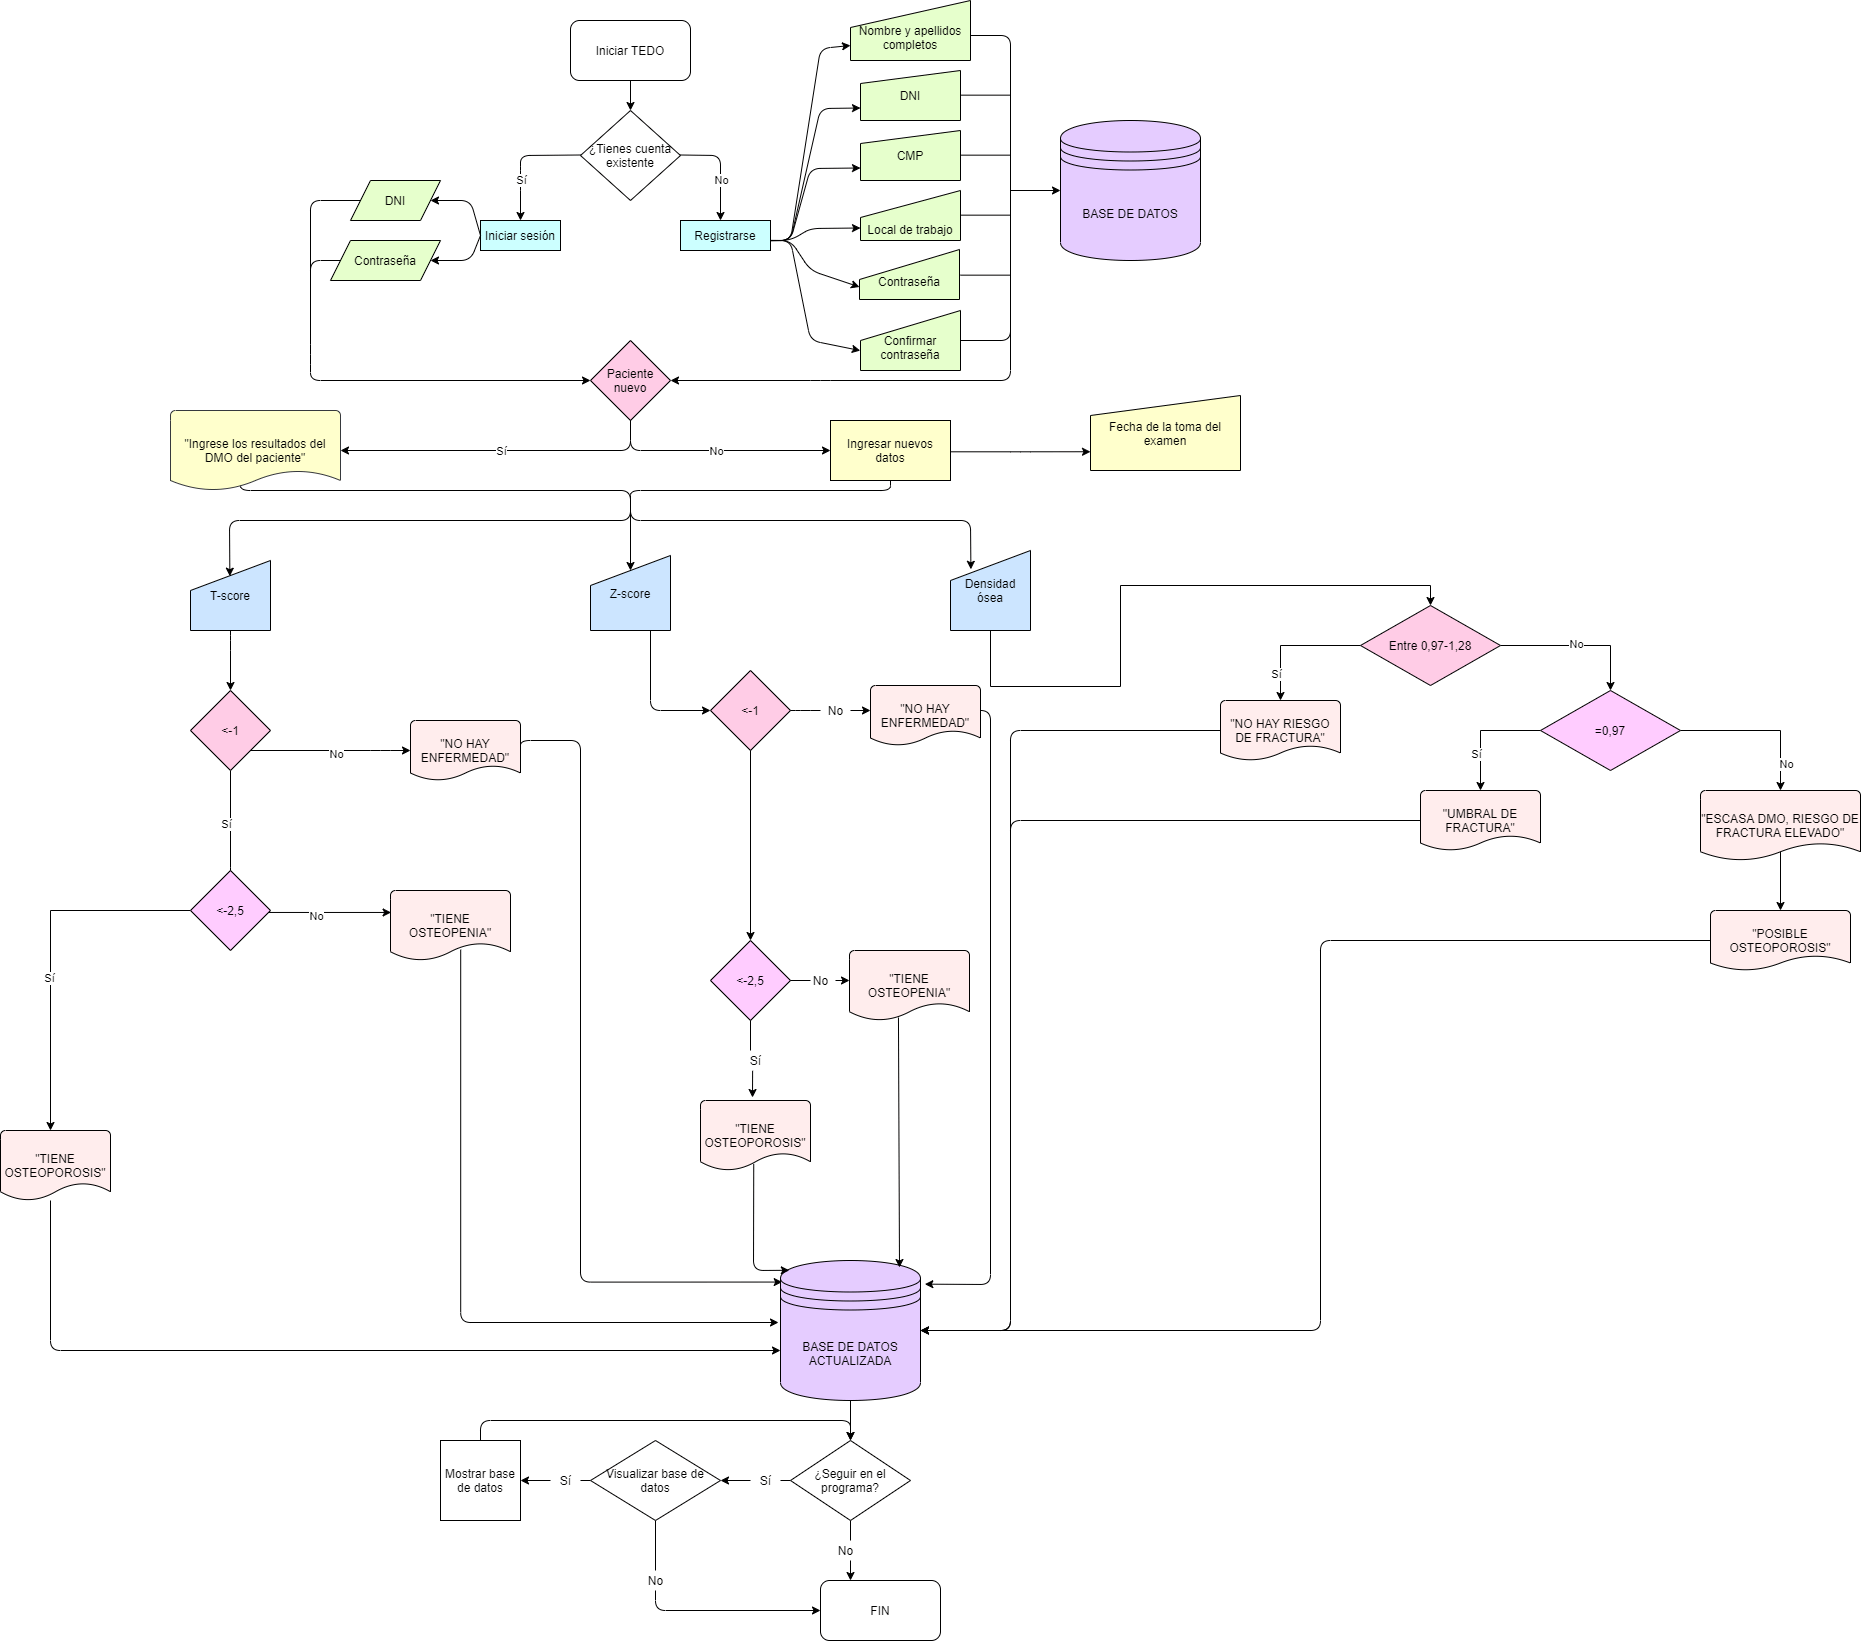 Iniciar TEDO
¿Tienes cuenta
existente
Sí
No
Iniciar sesión
Registrarse
DNI
Contraseña
Nombre y apellidos
completos
DNI
CMP
Local de trabajo
Contraseña
Confirmar
contraseña
BASE DE DATOS
Paciente
nuevo
Sí
No
"Ingrese los resultados del
DMO del paciente"
Ingresar nuevos
datos
Fecha de la toma del
examen
T-score
Z-score
Densidad
ósea
<-1
No
"NO HAY
ENFERMEDAD"
Sí
<-2,5
No
"TIENE
OSTEOPENIA"
Sí
"TIENE
OSTEOPOROSIS"
<-1
No
"NO HAY
ENFERMEDAD"
<-2,5
No
"TIENE
OSTEOPENIA"
Sí
"TIENE
OSTEOPOROSIS"
Entre 0,97-1,28
Sí
No
"NO HAY RIESGO
DE FRACTURA"
=0,97
Sí
No
"UMBRAL DE
FRACTURA"
"ESCASA DMO, RIESGO DE
FRACTURA ELEVADO"
"POSIBLE
OSTEOPOROSIS"
BASE DE DATOS
ACTUALIZADA
¿Seguir en el
programa?
Sí
Visualizar base de
datos
Sí
Mostrar base
de datos
No
No
FIN